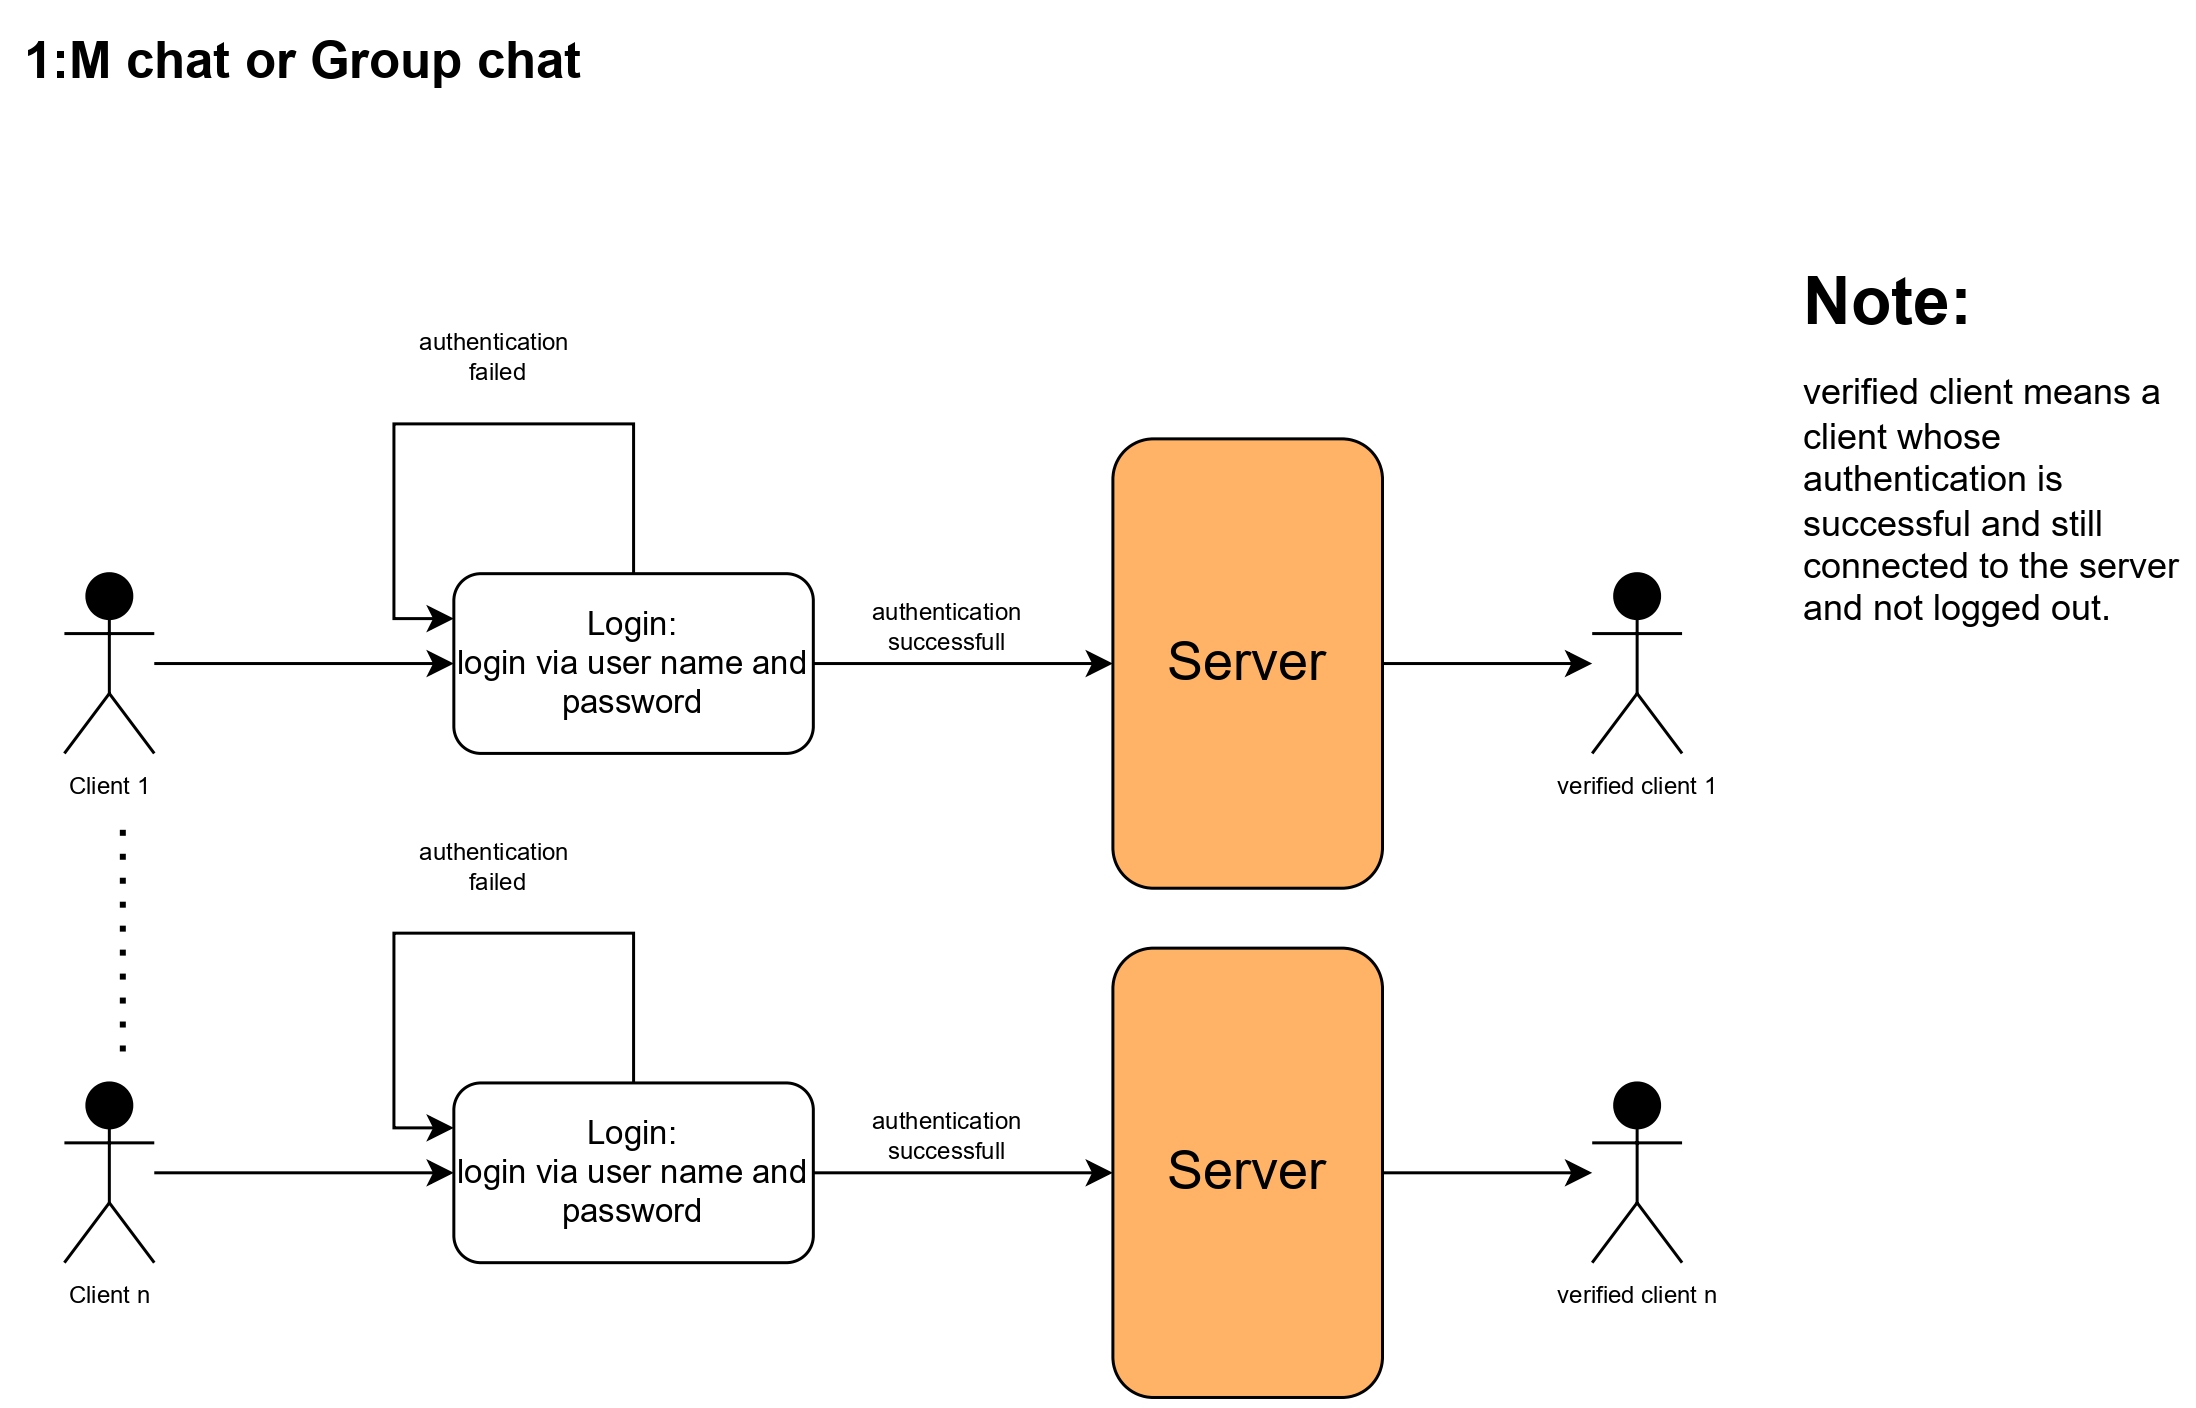 1:M chat or Group chat
Note:
verified client means a
client whose
authentication is
successful and still
connected to the server
and not logged out.
authentication
failed
Login:
login via user name and
password
authentication
successfull
Server
Client 1
verified client 1
authentication
failed
Login:
login via user name and
password
authentication
successfull
Server
Client n
verified client n